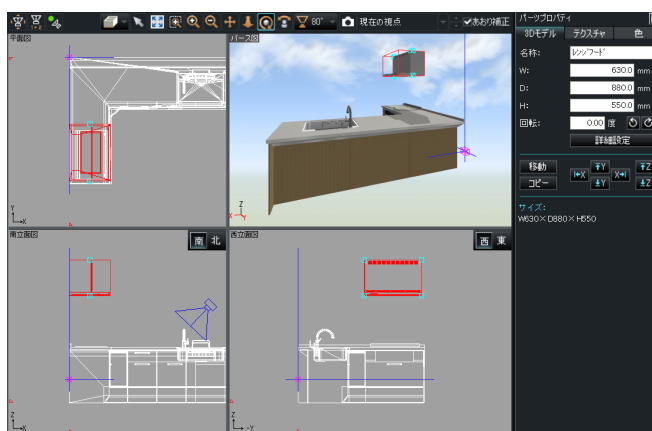 80°
現在の視点
あおり補正
平面図
パース図
南立面図
南 北
西立面図
西 東
Y
X
Z
X
Y
Z
X
Z
-Y
パーツプロパティ
3Dモデル
テクスチャ
色
名称:
レンジフード
W: 630.0 mm
D: 880.0 mm
H: 550.0 mm
回転: 0.00 度
詳細設定
移動
コピー
サイズ:
W630×D880×H550